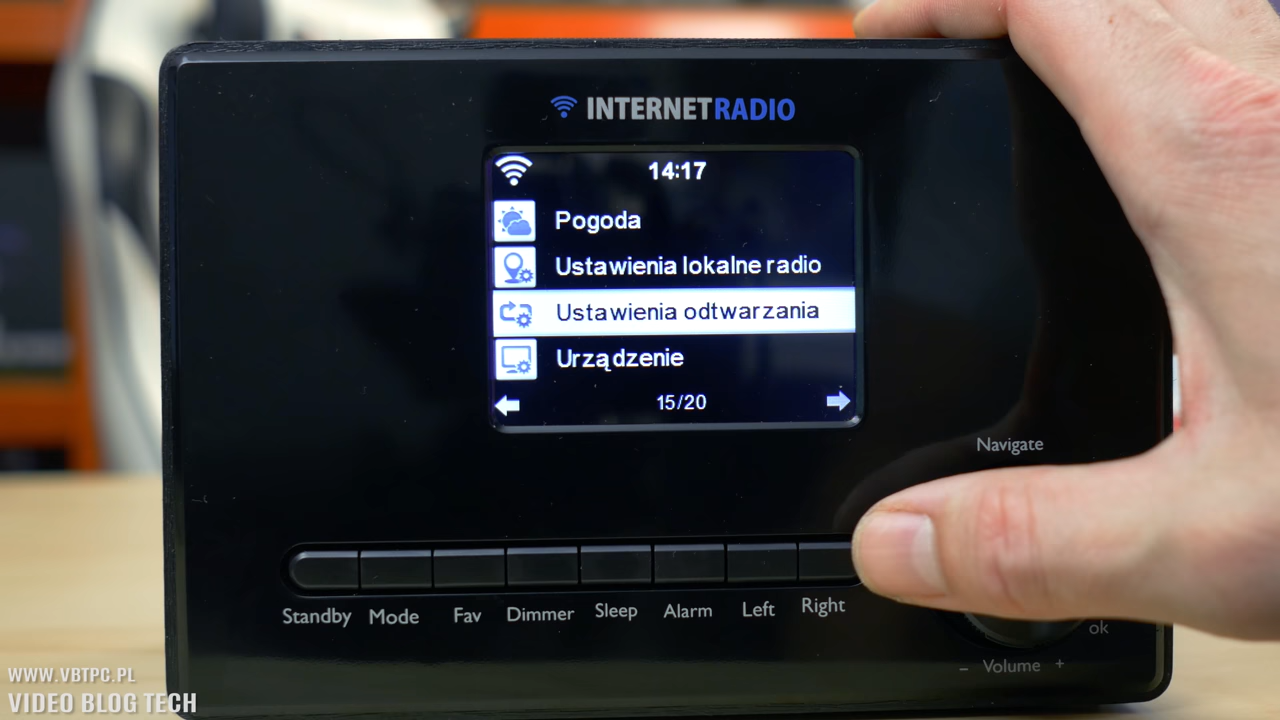 INTERNETRADIO
14:17
Pogoda
Ustawienia lokalne radio
Ustawienia odtwarzania
Urządzenie
15/20
Navigate
Standby Mode Fav Dimmer Sleep Alarm Left Right
ok
– Volume +
WWW.VBTPC.PL
VIDEO BLOG TECH